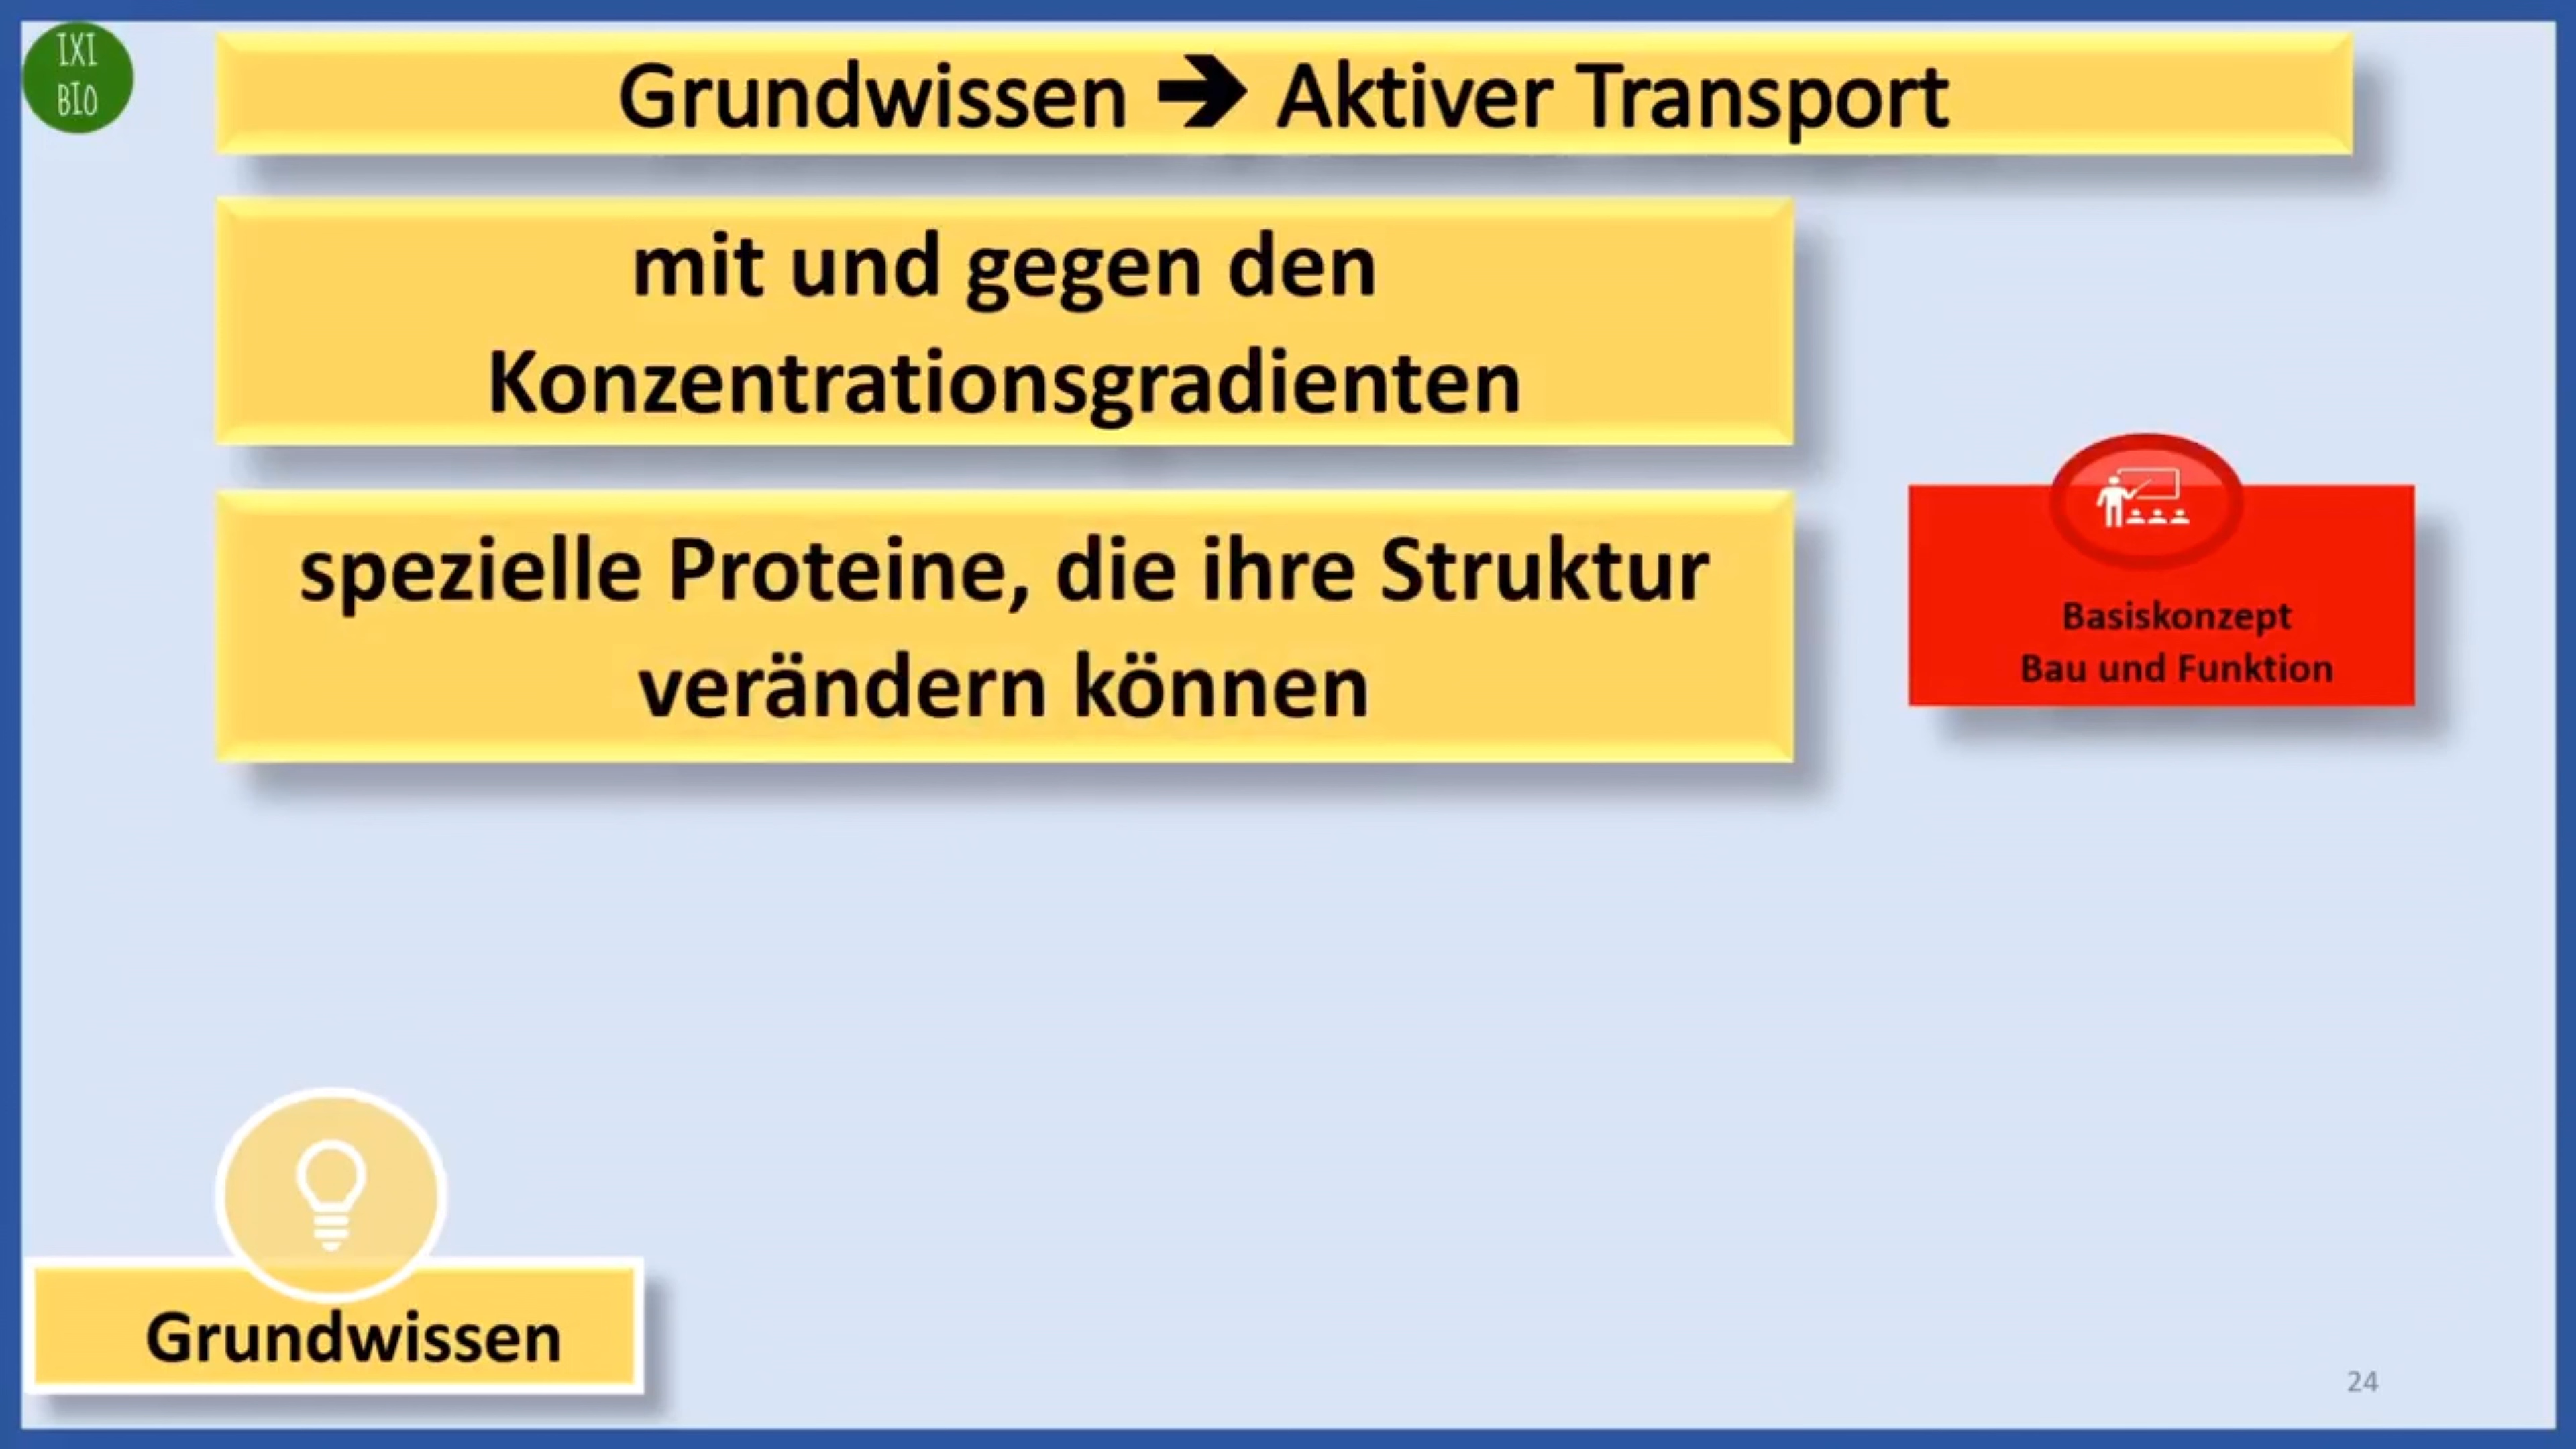 IXI
BIO
Grundwissen ➔ Aktiver Transport
mit und gegen den
Konzentrationsgradienten
spezielle Proteine, die ihre Struktur
verändern können
Basiskonzept
Bau und Funktion
Grundwissen
24